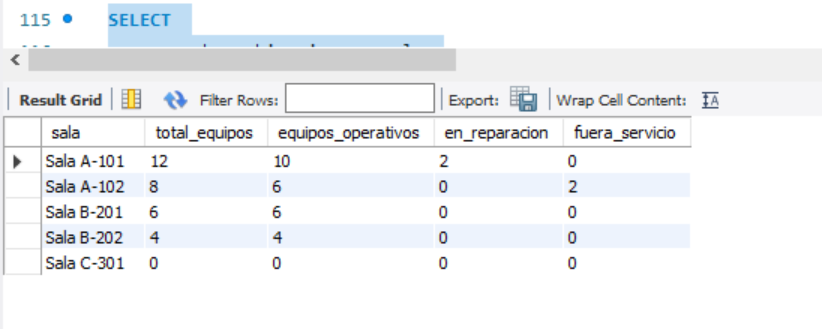 115 SELECT
Result Grid Filter Rows: Export: Wrap Cell Content:
sala total_equipos equipos_operativos en_reparacion fuera_servicio
Sala A-101 12 10 2 0
Sala A-102 8 6 0 2
Sala B-201 6 6 0 0
Sala B-202 4 4 0 0
Sala C-301 0 0 0 0